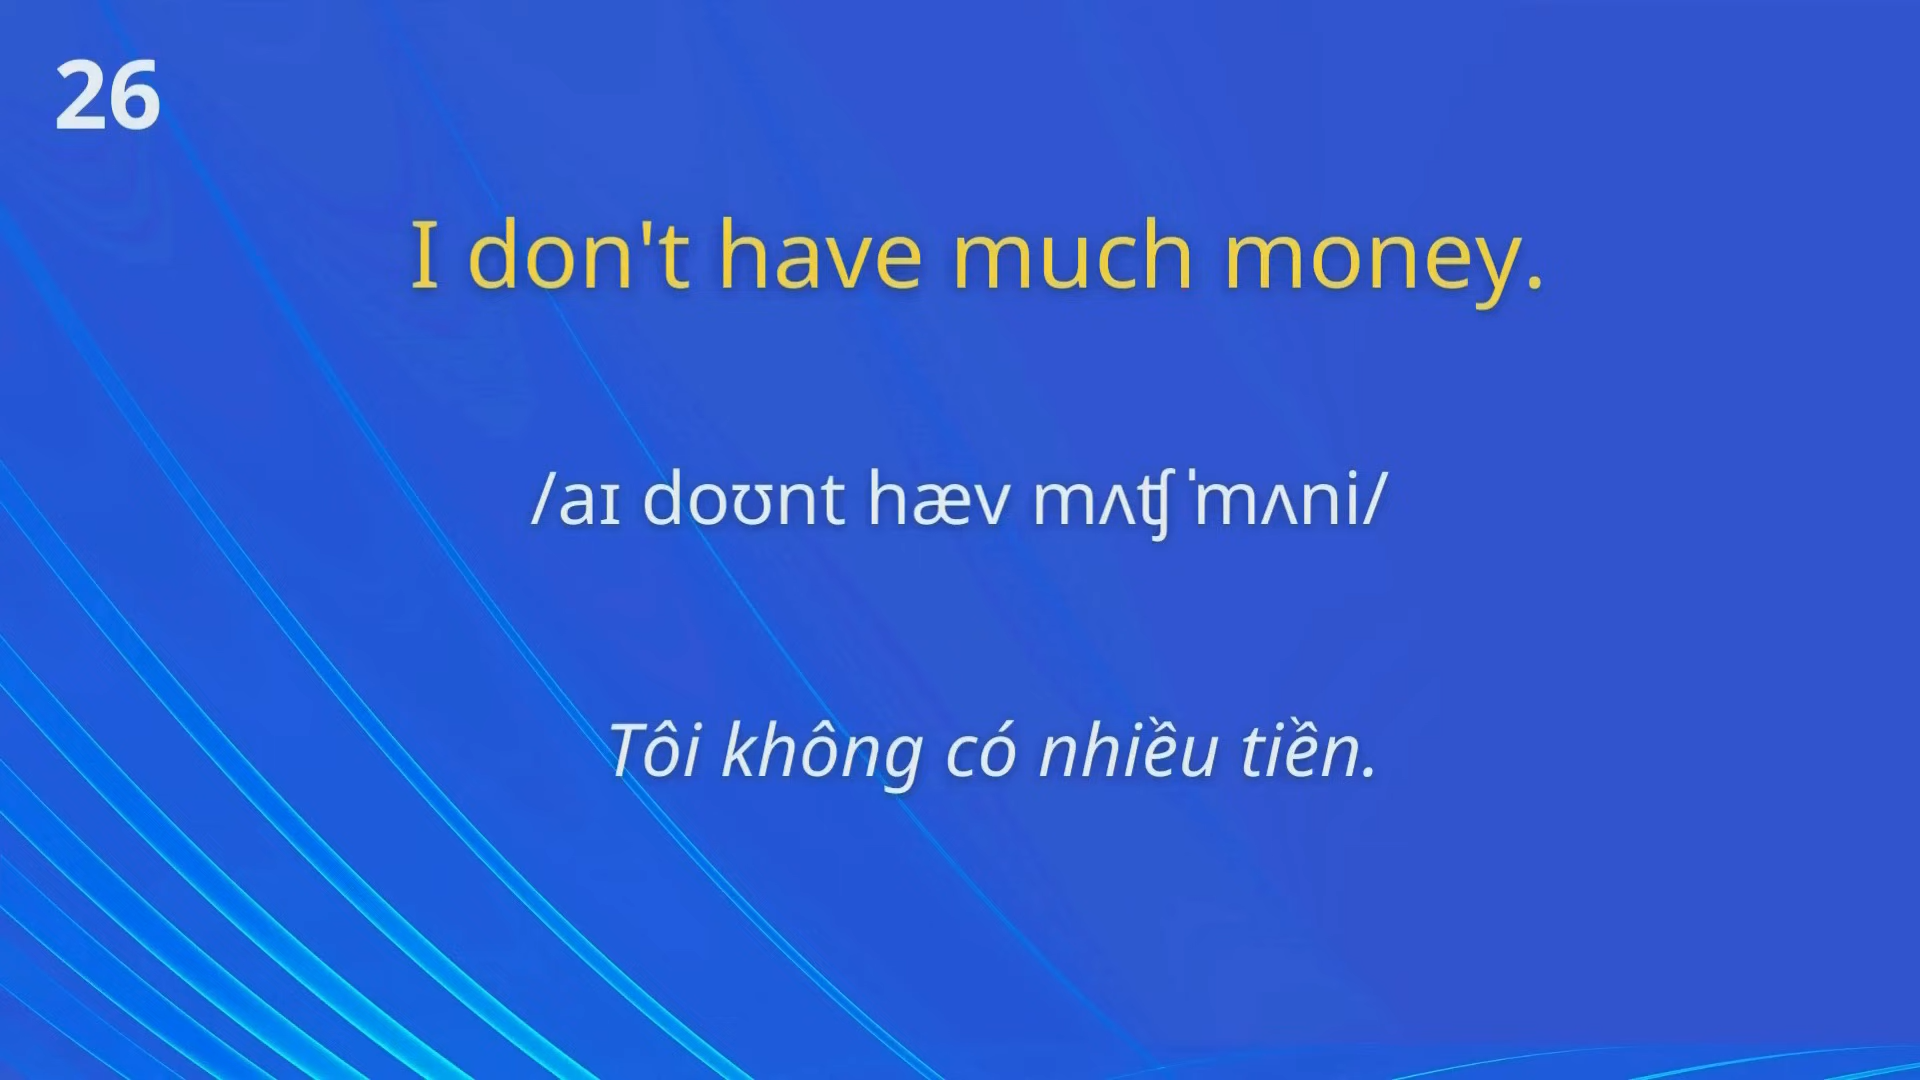 26
I don't have much money.
/aɪ doʊnt hæv mʌʧ ˈmʌni/
Tôi không có nhiều tiền.